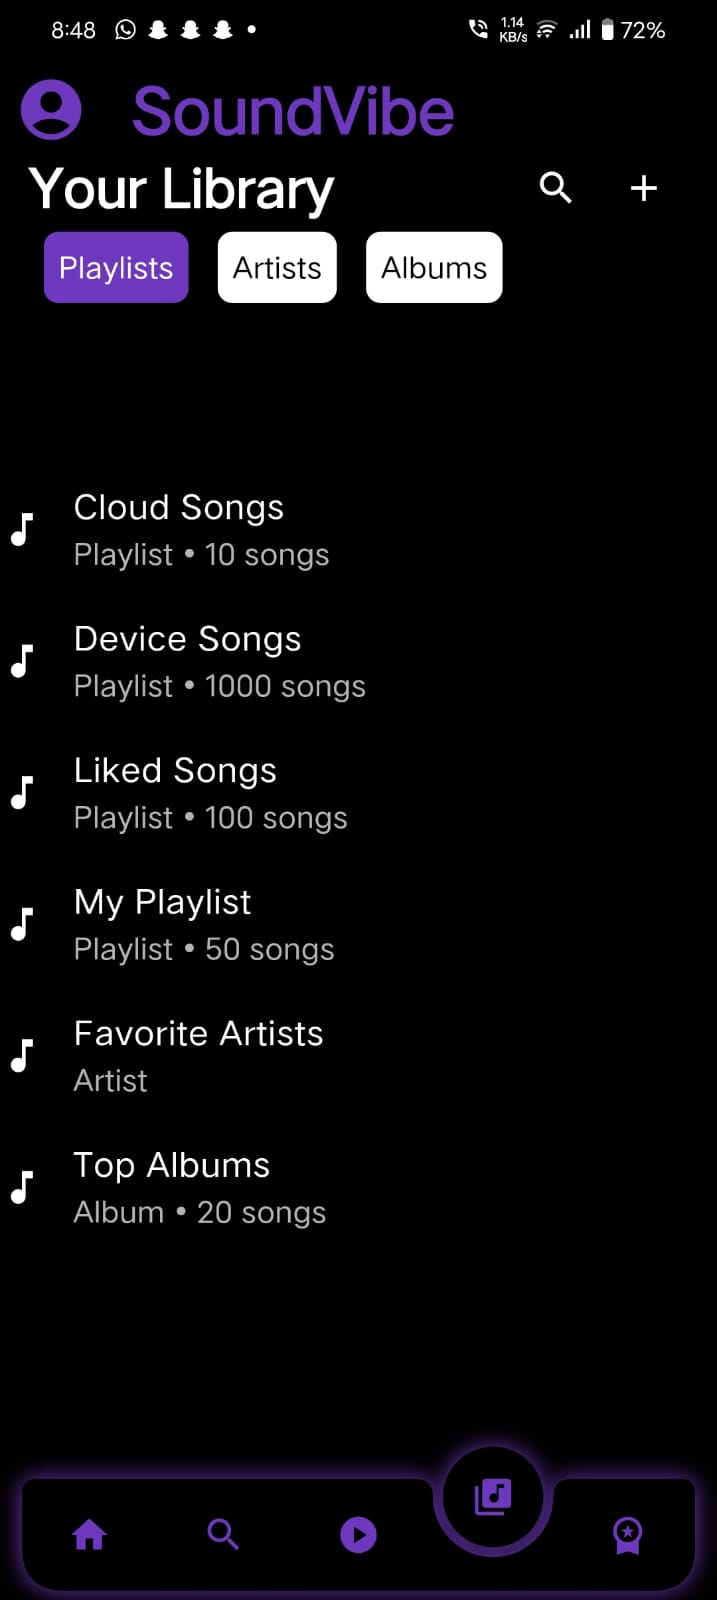 8:48 1.14 KB/s 72%
SoundVibe
Your Library
Playlists Artists Albums
Cloud Songs
Playlist • 10 songs
Device Songs
Playlist • 1000 songs
Liked Songs
Playlist • 100 songs
My Playlist
Playlist • 50 songs
Favorite Artists
Artist
Top Albums
Album • 20 songs